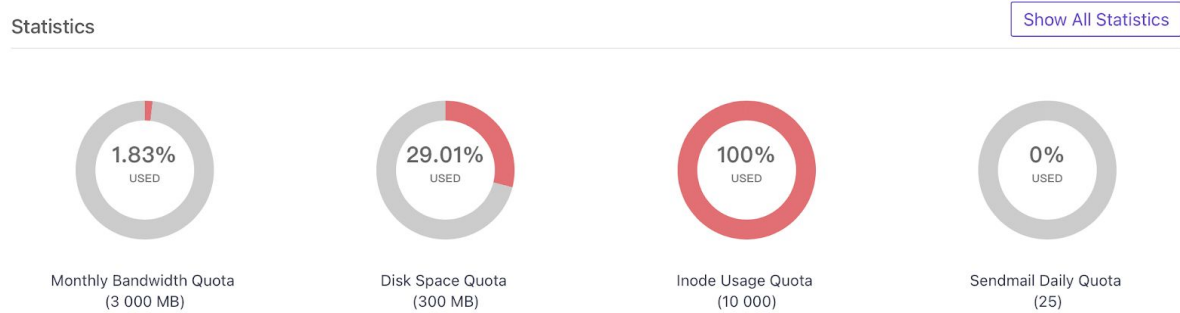 Statistics
Show All Statistics
1.83%
USED
Monthly Bandwidth Quota
(3 000 MB)
29.01%
USED
Disk Space Quota
(300 MB)
100%
USED
Inode Usage Quota
(10 000)
0%
USED
Sendmail Daily Quota
(25)